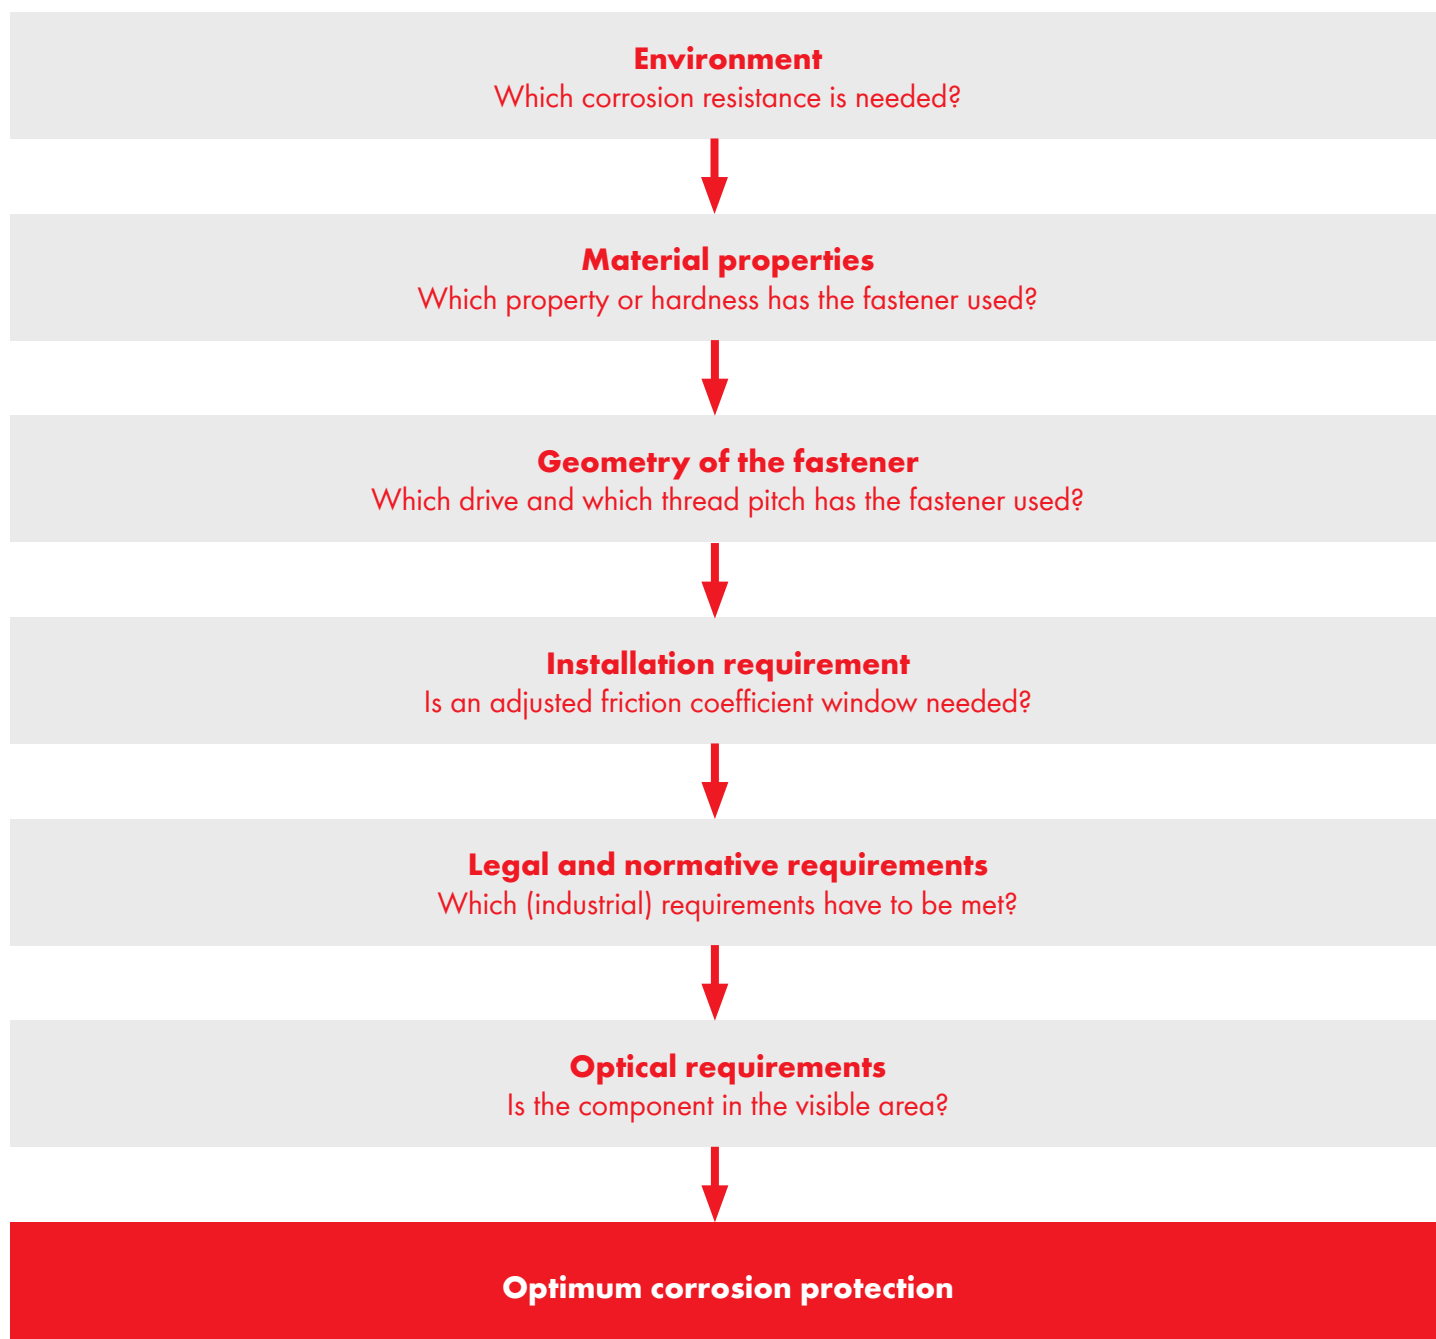 Environment
Which corrosion resistance is needed?
Material properties
Which property or hardness has the fastener used?
Geometry of the fastener
Which drive and which thread pitch has the fastener used?
Installation requirement
Is an adjusted friction coefficient window needed?
Legal and normative requirements
Which (industrial) requirements have to be met?
Optical requirements
Is the component in the visible area?
Optimum corrosion protection